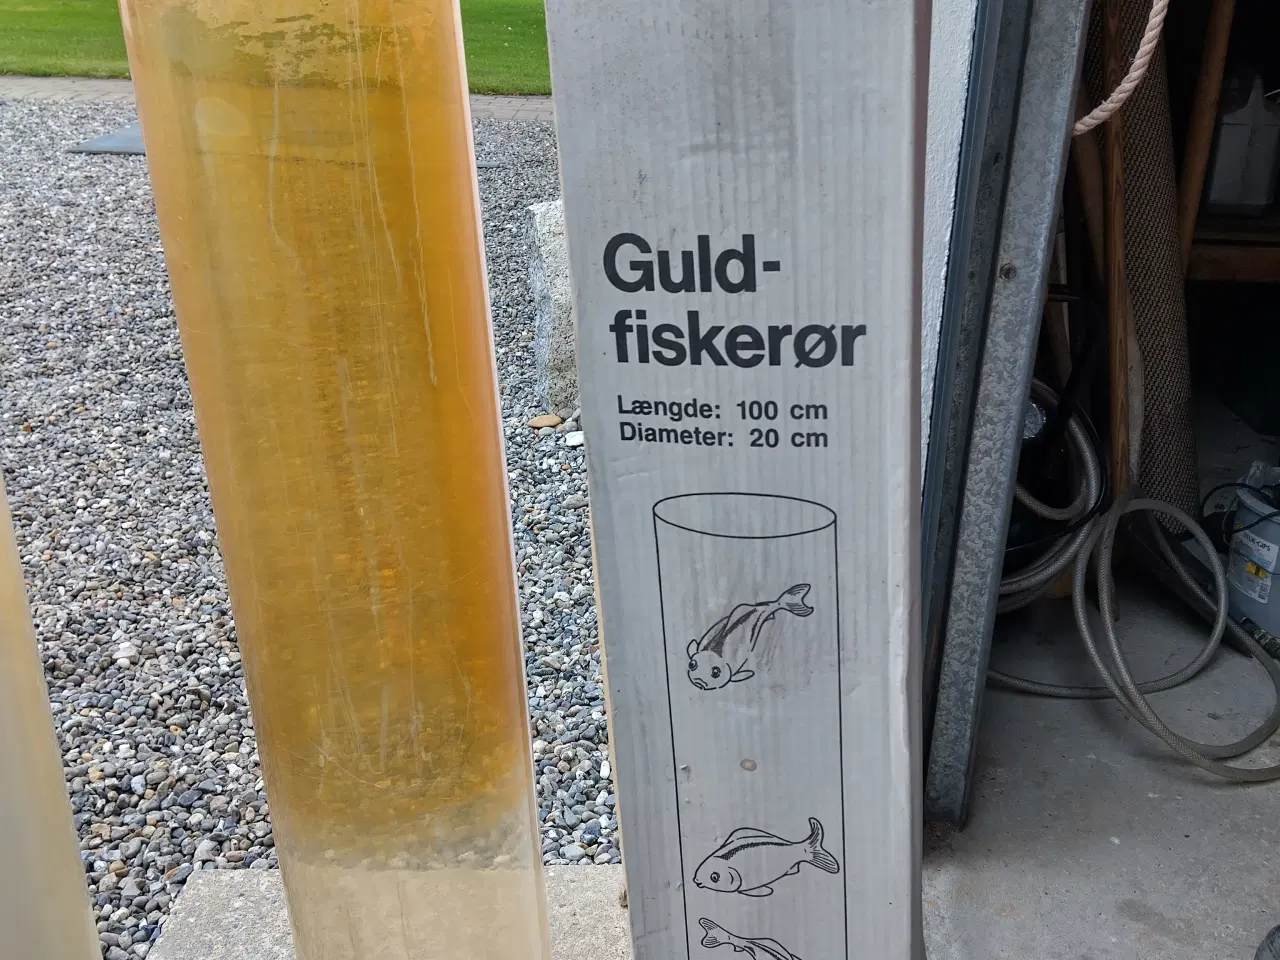 Guld-
fiskerør
Længde: 100 cm
Diameter: 20 cm